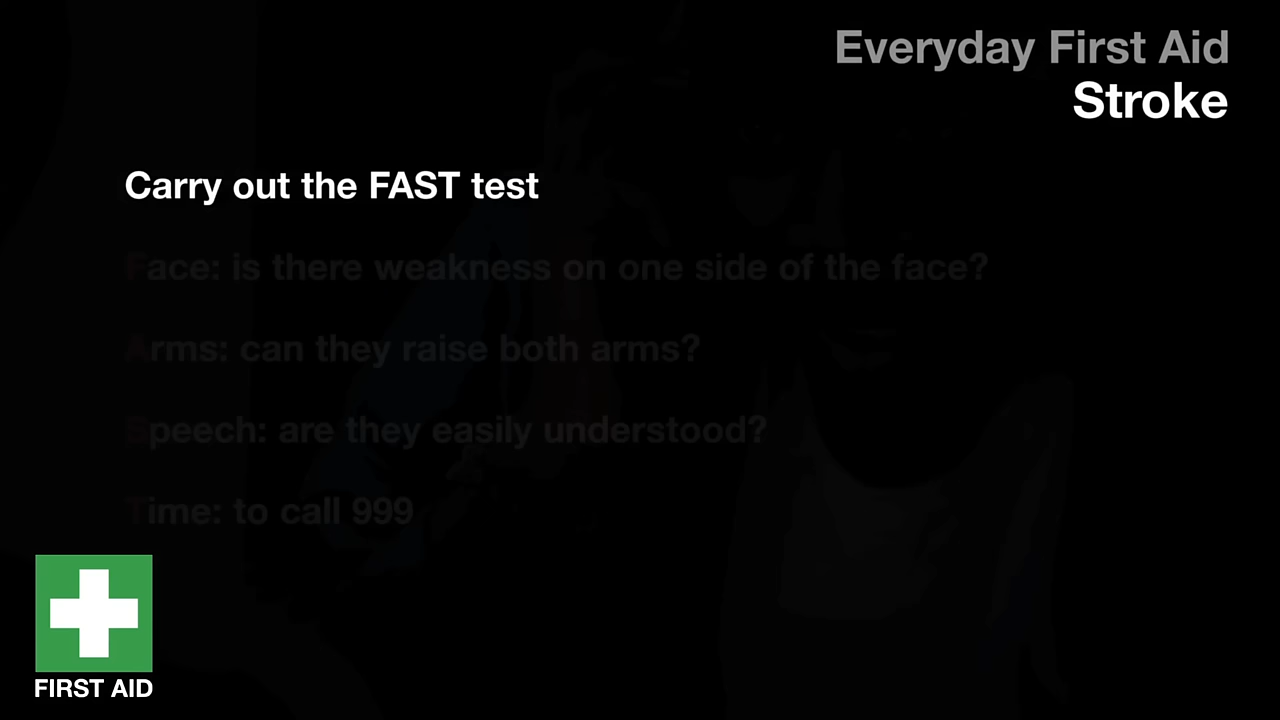 Everyday First Aid
Stroke
Carry out the FAST test
Face: is there weakness on one side of the face?
Arms: can they raise both arms?
Speech: are they easily understood?
Time: to call 999
FIRST AID